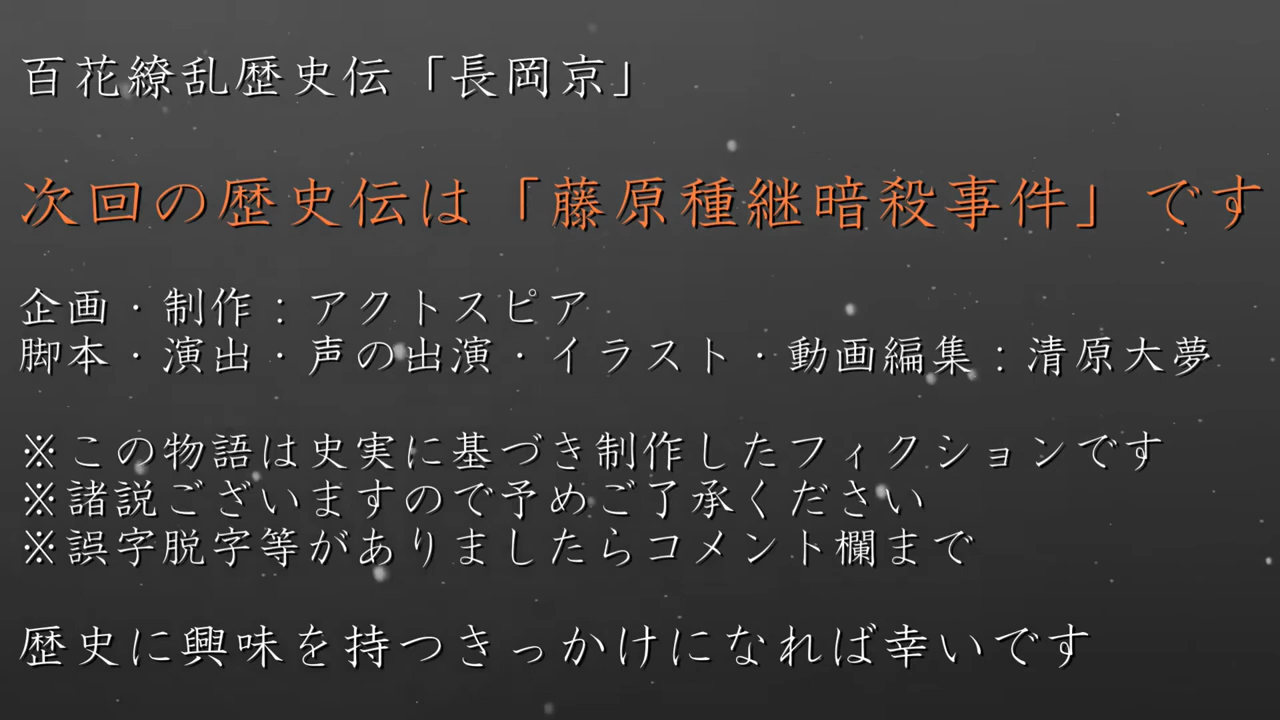 百花繚乱歴史伝「長岡京」
次回の歴史伝は「藤原種継暗殺事件」です
企画・制作：アクトスピア
脚本・演出・声の出演・イラスト・動画編集：清原大夢
※この物語は史実に基づき制作したフィクションです
※諸説ございますので予めご了承ください
※誤字脱字等がありましたらコメント欄まで
歴史に興味を持つきっかけになれば幸いです